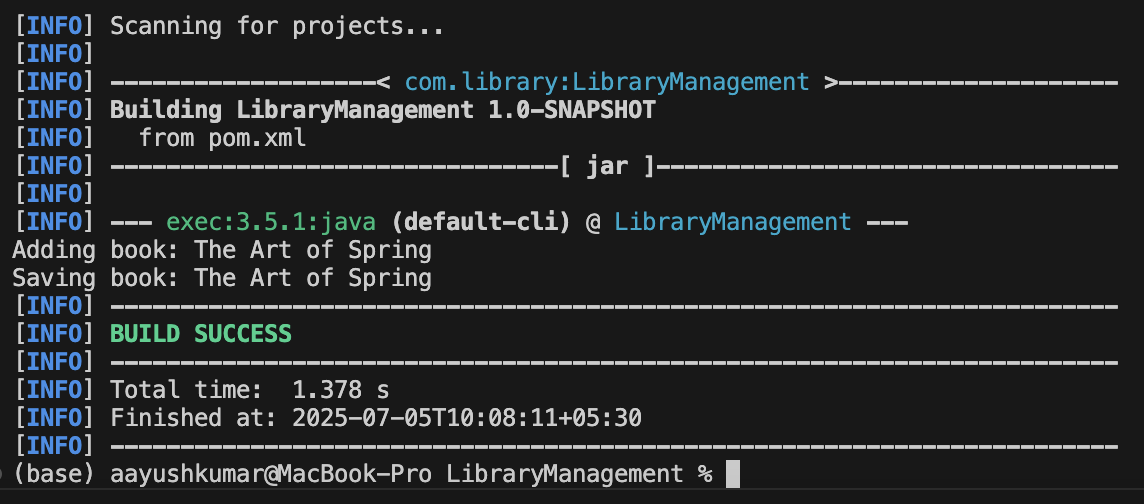 [INFO] Scanning for projects...
[INFO]
[INFO] -------------------< com.library:LibraryManagement >--------------------
[INFO] Building LibraryManagement 1.0-SNAPSHOT
[INFO]   from pom.xml
[INFO] --------------------------------[ jar ]---------------------------------
[INFO]
[INFO] --- exec:3.5.1:java (default-cli) @ LibraryManagement ---
Adding book: The Art of Spring
Saving book: The Art of Spring
[INFO] ------------------------------------------------------------------------
[INFO] BUILD SUCCESS
[INFO] ------------------------------------------------------------------------
[INFO] Total time:  1.378 s
[INFO] Finished at: 2025-07-05T10:08:11+05:30
[INFO] ------------------------------------------------------------------------
(base) aayushkumar@MacBook-Pro LibraryManagement %